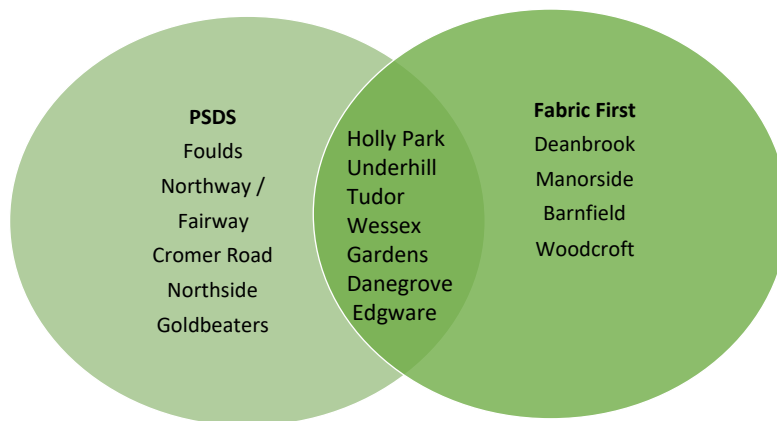 PSDS
Foulds
Northway /
Fairway
Cromer Road
Northside
Goldbeaters
Holly Park
Underhill
Tudor
Wessex
Gardens
Danegrove
Edgware
Fabric First
Deanbrook
Manorside
Barnfield
Woodcroft